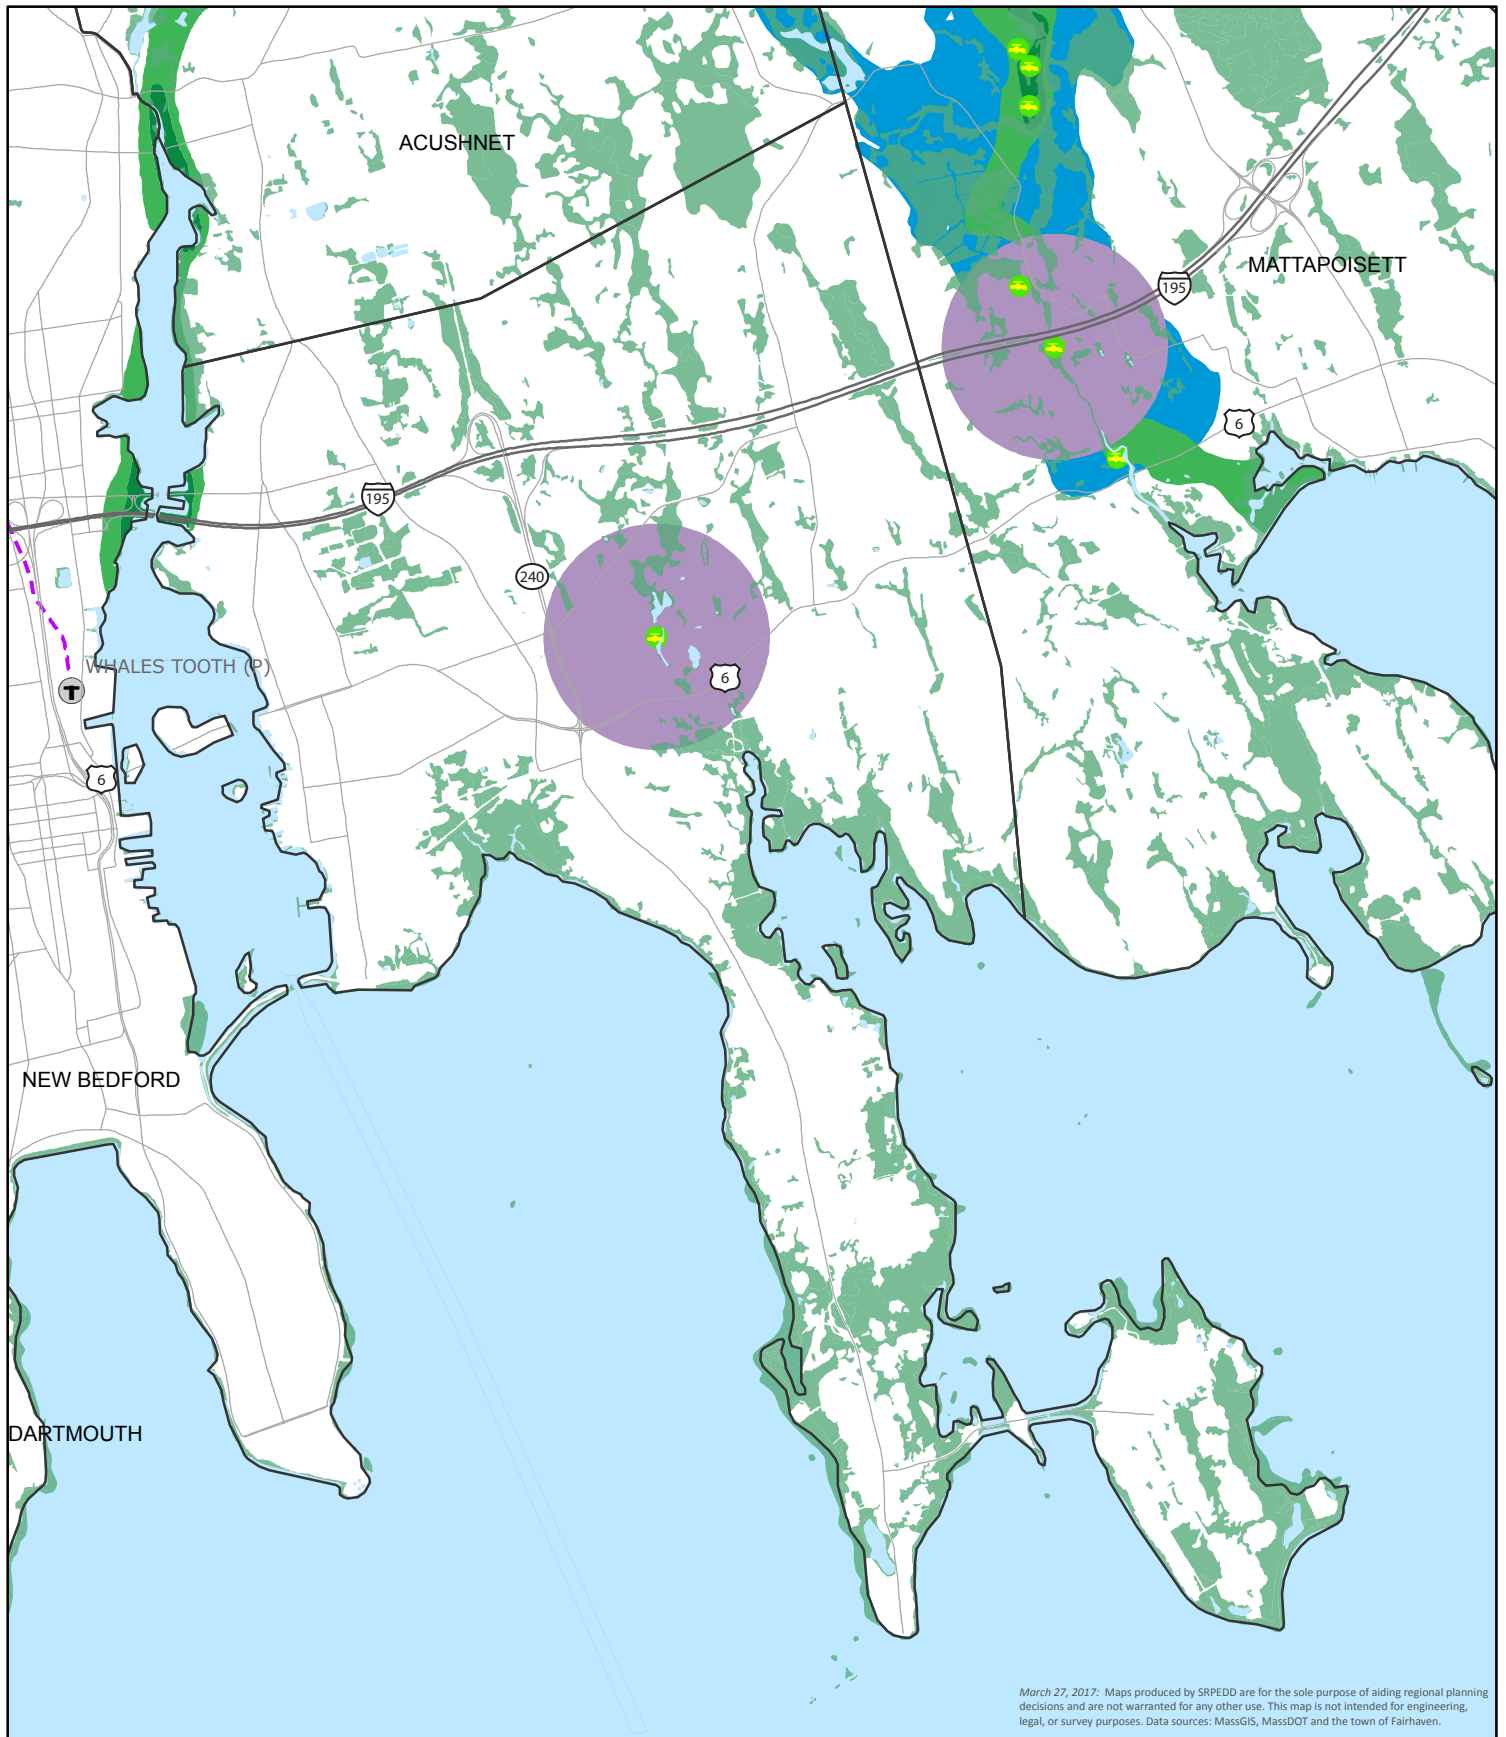 ACUSHNET
MATTAPOISETT
195
6
195
240
WHALES TOOTH (P)
T
6
6
NEW BEDFORD
DARTMOUTH
March 27, 2017: Maps produced by SRPEDD are for the sole purpose of aiding regional planning
decisions and are not warranted for any other use. This map is not intended for engineering,
legal, or survey purposes. Data sources: MassGIS, MassDOT and the town of Fairhaven.